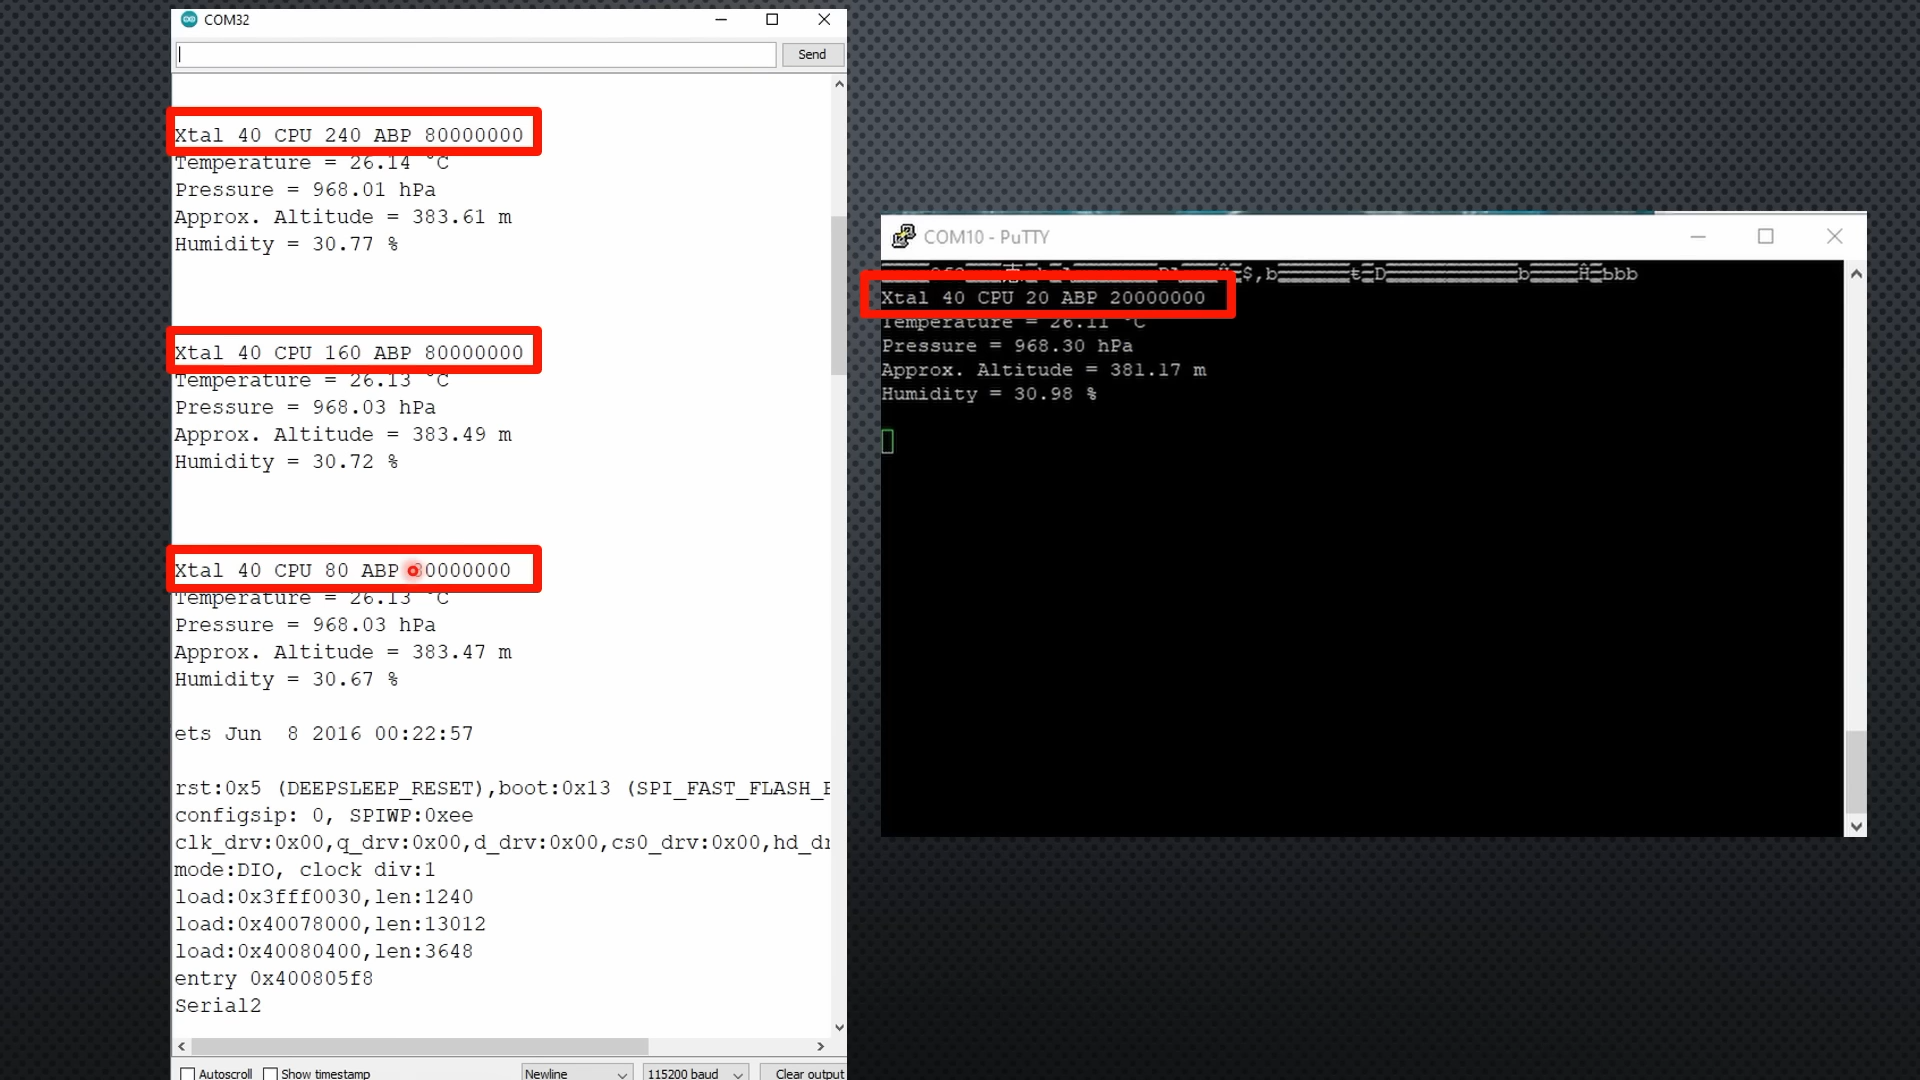 COM32
Send
Xtal 40 CPU 240 ABP 80000000
Temperature = 26.14 °C
Pressure = 968.01 hPa
Approx. Altitude = 383.61 m
Humidity = 30.77 %
Xtal 40 CPU 160 ABP 80000000
Temperature = 26.13 °C
Pressure = 968.03 hPa
Approx. Altitude = 383.49 m
Humidity = 30.72 %
Xtal 40 CPU 80 ABP 80000000
Temperature = 26.13 °C
Pressure = 968.03 hPa
Approx. Altitude = 383.47 m
Humidity = 30.67 %
ets Jun  8 2016 00:22:57
rst:0x5 (DEEPSLEEP_RESET),boot:0x13 (SPI_FAST_FLASH_
configsip: 0, SPIWP:0xee
clk_drv:0x00,q_drv:0x00,d_drv:0x00,cs0_drv:0x00,hd_d
mode:DIO, clock div:1
load:0x3fff0030,len:1240
load:0x40078000,len:13012
load:0x40080400,len:3648
entry 0x400805f8
Serial2
Autoscroll Show timestamp Newline 115200 baud Clear output
COM10 - PuTTY
Xtal 40 CPU 20 ABP 20000000
Temperature = 26.11 °C
Pressure = 968.30 hPa
Approx. Altitude = 381.17 m
Humidity = 30.98 %